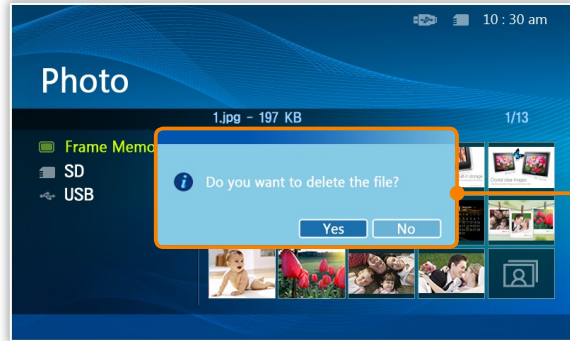 10 : 30 am
Photo
1.jpg - 197 KB
1/13
Frame Memo
SD
USB
Do you want to delete the file?
Yes
No